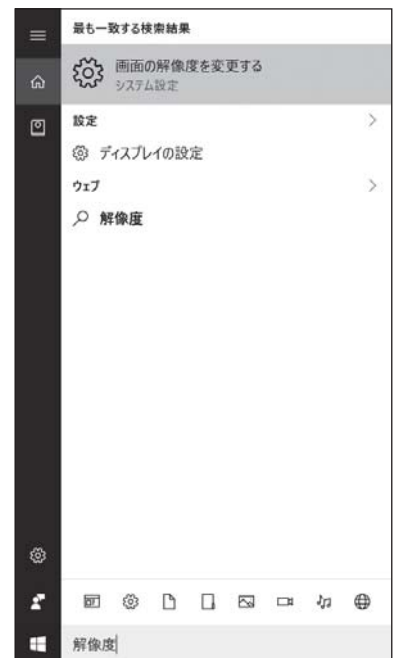 最も一致する検索結果
画面の解像度を変更する
システム設定
設定
ディスプレイの設定
ウェブ
解像度
解像度